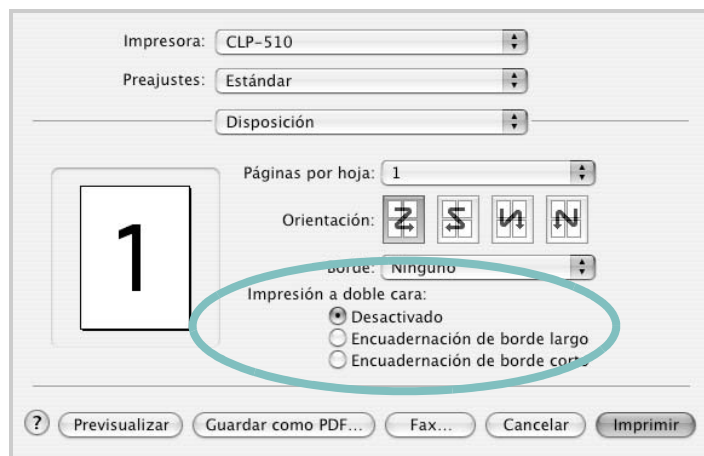 Impresora: CLP-510
Preajustes: Estándar
Disposición
Páginas por hoja: 1
Orientación:
1
Borde: Ninguno
Impresión a doble cara:
Desactivado
Encuadernación de borde largo
Encuadernación de borde corto
? Previsualizar Guardar como PDF... Fax... Cancelar Imprimir